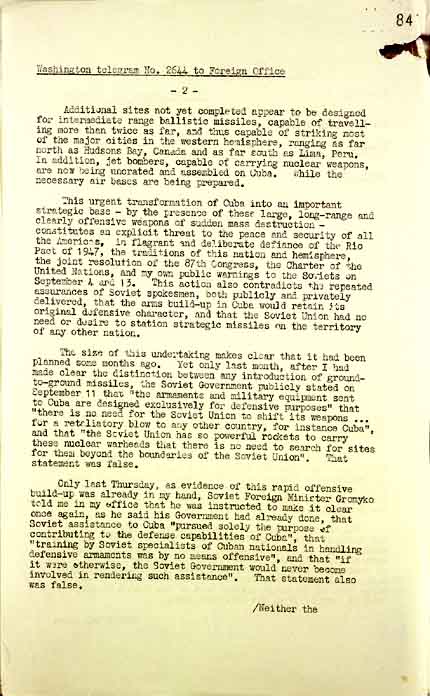 84
Washington telegram No. 2644 to Foreign Office
- 2 -
Additional sites not yet completed appear to be designed
for intermediate range ballistic missiles, capable of travell-
ing more than twice as far, and thus capable of striking most
of the major cities in the western hemisphere, ranging as far
north as Hudsons Bay, Canada and as far south as Lima, Peru.
In addition, jet bombers, capable of carrying nuclear weapons,
are now being uncrated and assembled on Cuba. While the
necessary air bases are being prepared.
This urgent transformation of Cuba into an important
strategic base - by the presence of these large, long-range and
clearly offensive weapons of sudden mass destruction -
constitutes an explicit threat to the peace and security of all
the Americas, in flagrant and deliberate defiance of the Rio
Pact of 1947, the traditions of this nation and hemisphere,
the joint resolution of the 87th Congress, the Charter of the
United Nations, and my own public warnings to the Soviets on
September 4 and 13. This action also contradicts the repeated
assurances of Soviet spokesmen, both publicly and privately
delivered, that the arms build-up in Cuba would retain its
original defensive character, and that the Soviet Union had no
need or desire to station strategic missiles on the territory
of any other nation.
The size of this undertaking makes clear that it had been
planned some months ago. Yet only last month, after I had
made clear the distinction between any introduction of ground-
to-ground missiles, the Soviet Government publicly stated on
September 11 that "the armaments and military equipment sent
to Cuba are designed exclusively for defensive purposes" that
"there is no need for the Soviet Union to shift its weapons ...
for a retaliatory blow to any other country, for instance Cuba",
and that "the Soviet Union has so powerful rockets to carry
these nuclear warheads that there is no need to search for sites
for them beyond the boundaries of the Soviet Union". That
statement was false.
Only last Thursday, as evidence of this rapid offensive
build-up was already in my hand, Soviet Foreign Minister Gromyko
told me in my office that he was instructed to make it clear
once again, as he said his Government had already done, that
Soviet assistance to Cuba "pursued solely the purpose of
contributing to the defense capabilities of Cuba", that
"training by Soviet specialists of Cuban nationals in handling
defensive armaments was by no means offensive", and that "if
it were otherwise, the Soviet Government would never become
involved in rendering such assistance". That statement also
was false.
/Neither the